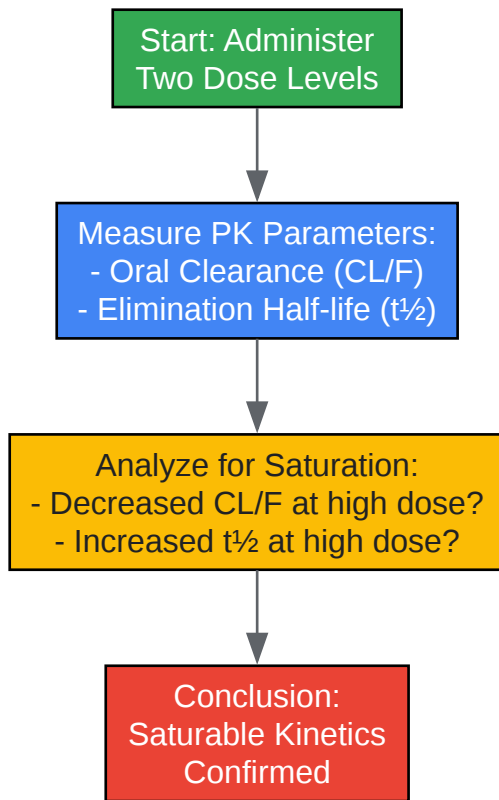 Start: Administer
Two Dose Levels
Measure PK Parameters:
- Oral Clearance (CL/F)
- Elimination Half-life (t½)
Analyze for Saturation:
- Decreased CL/F at high dose?
- Increased t½ at high dose?
Conclusion:
Saturable Kinetics
Confirmed